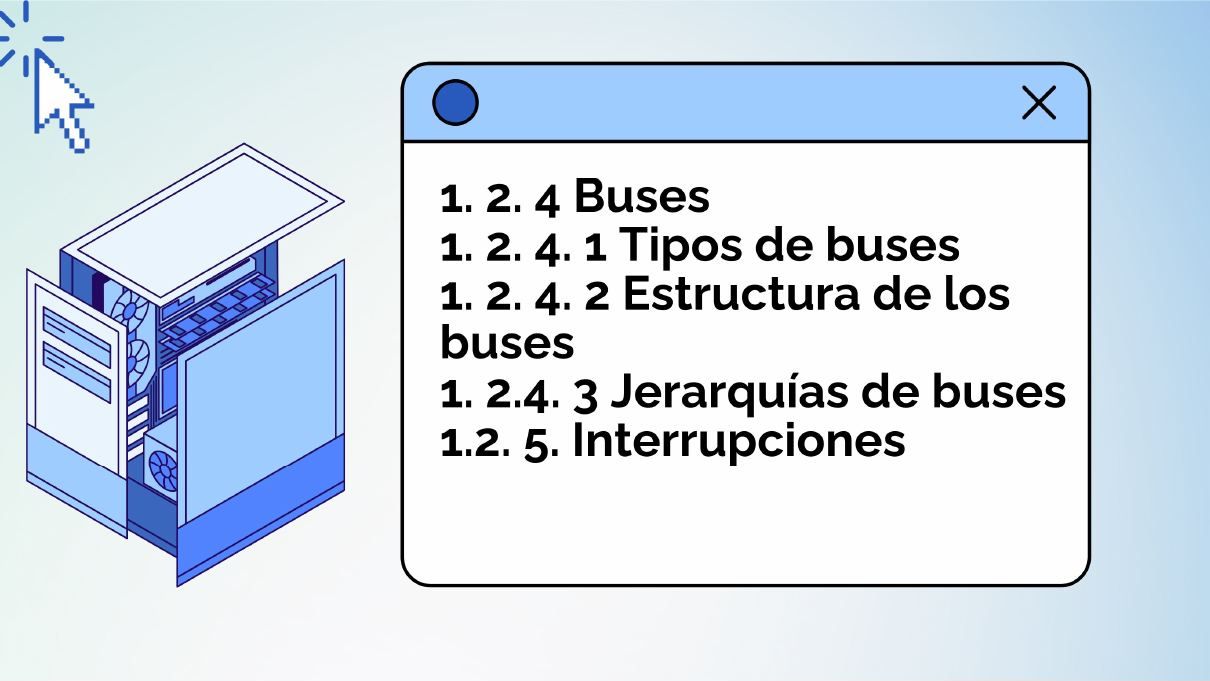 1. 2. 4 Buses
1. 2. 4. 1 Tipos de buses
1. 2. 4. 2 Estructura de los
buses
1. 2.4. 3 Jerarquías de buses
1.2. 5. Interrupciones